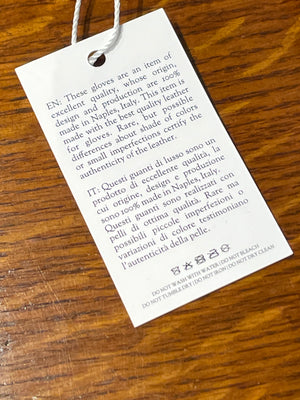 EN: These gloves are an item of
excellent quality, whose origin,
design and production are 100%
made in Naples, Italy. This item is
made with the best quality leather
for gloves. Rare, but possible
differences about shade of colors
or small imperfections certify the
authenticity of the leather.
IT: Questi guanti di lusso sono un
prodotto di eccellente qualità, la
cui origine, design e produzione
sono 100% made in Naples, Italy.
Questi guanti sono realizzati con
pelli di ottima qualità. Rare ma
possibili piccole imperfezioni o
variazioni di colore testimoniano
l'autenticità della pelle.
DO NOT WASH WITH WATER | DO NOT BLEACH
DO NOT TUMBLE DRY | DO NOT IRON | DO NOT DRY CLEAN